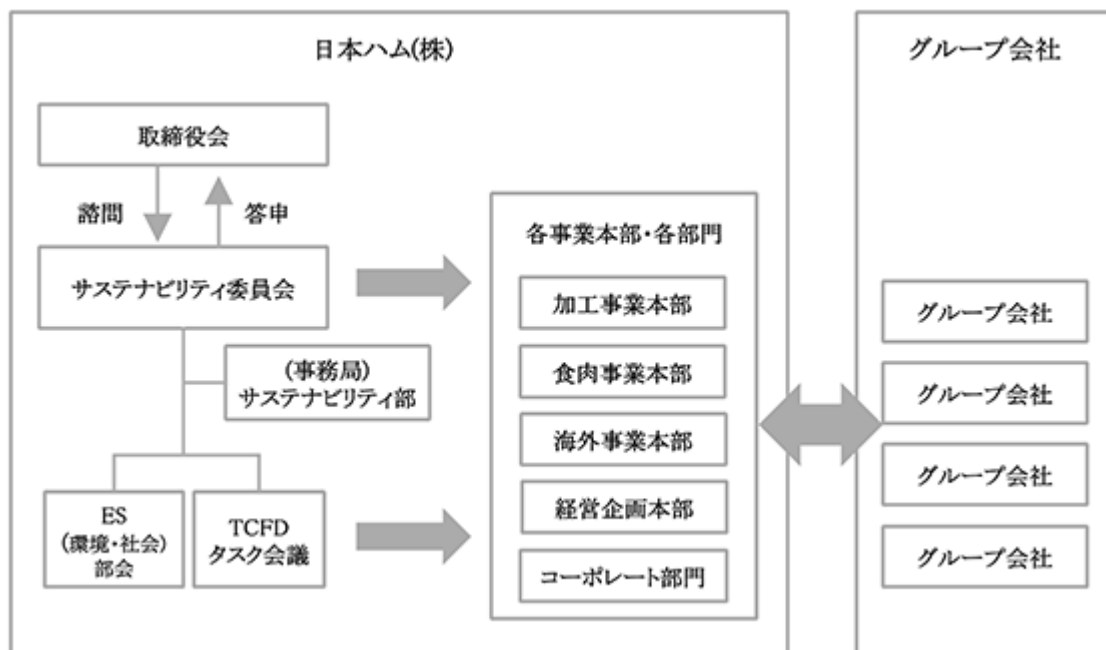 日本ハム(株)
取締役会
諮問
答申
サステナビリティ委員会
(事務局)
サステナビリティ部
ES
(環境・社会)
部会
TCFD
タスク会議
各事業本部・各部門
加工事業本部
食肉事業本部
海外事業本部
経営企画本部
コーポレート部門
グループ会社
グループ会社
グループ会社
グループ会社
グループ会社